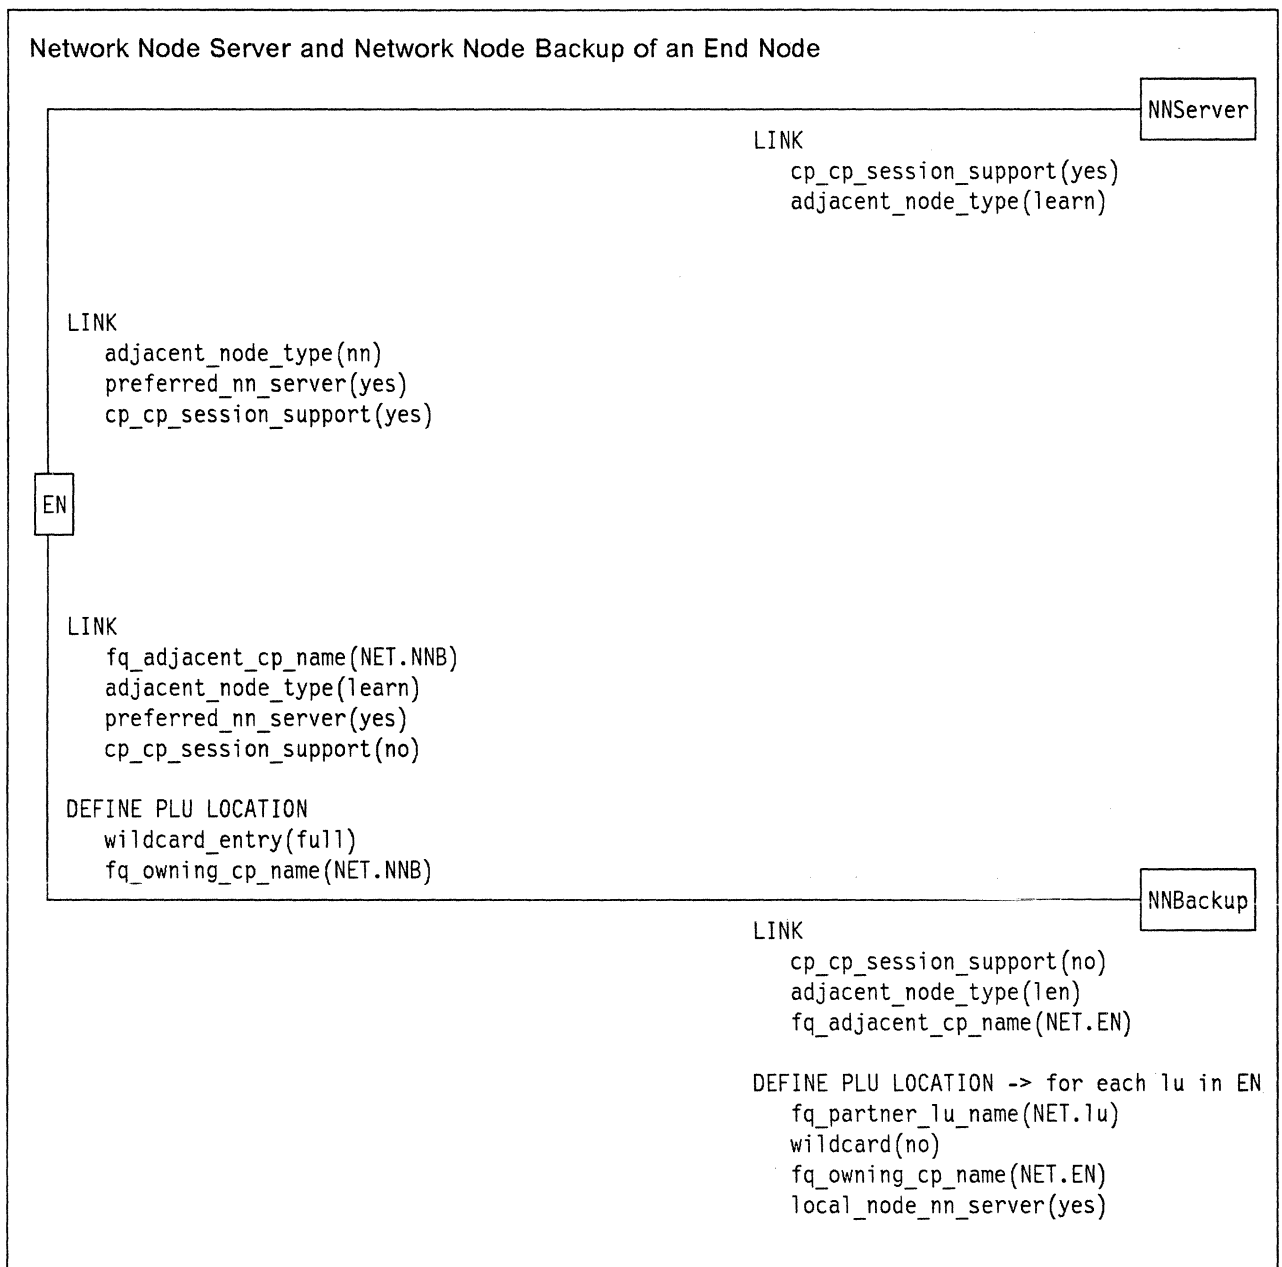 Network Node Server and Network Node Backup of an End Node
NNServer
LINK
cp_cp_session_support(yes)
adjacent_node_type(learn)
LINK
adjacent_node_type(nn)
preferred_nn_server(yes)
cp_cp_session_support(yes)
EN
LINK
fq_adjacent_cp_name(NET.NNB)
adjacent_node_type(learn)
preferred_nn_server(yes)
cp_cp_session_support(no)
DEFINE PLU LOCATION
wildcard_entry(full)
fq_owning_cp_name(NET.NNB)
NNBackup
LINK
cp_cp_session_support(no)
adjacent_node_type(len)
fq_adjacent_cp_name(NET.EN)
DEFINE PLU LOCATION -> for each lu in EN
fq_partner_lu_name(NET.lu)
wildcard(no)
fq_owning_cp_name(NET.EN)
local_node_nn_server(yes)